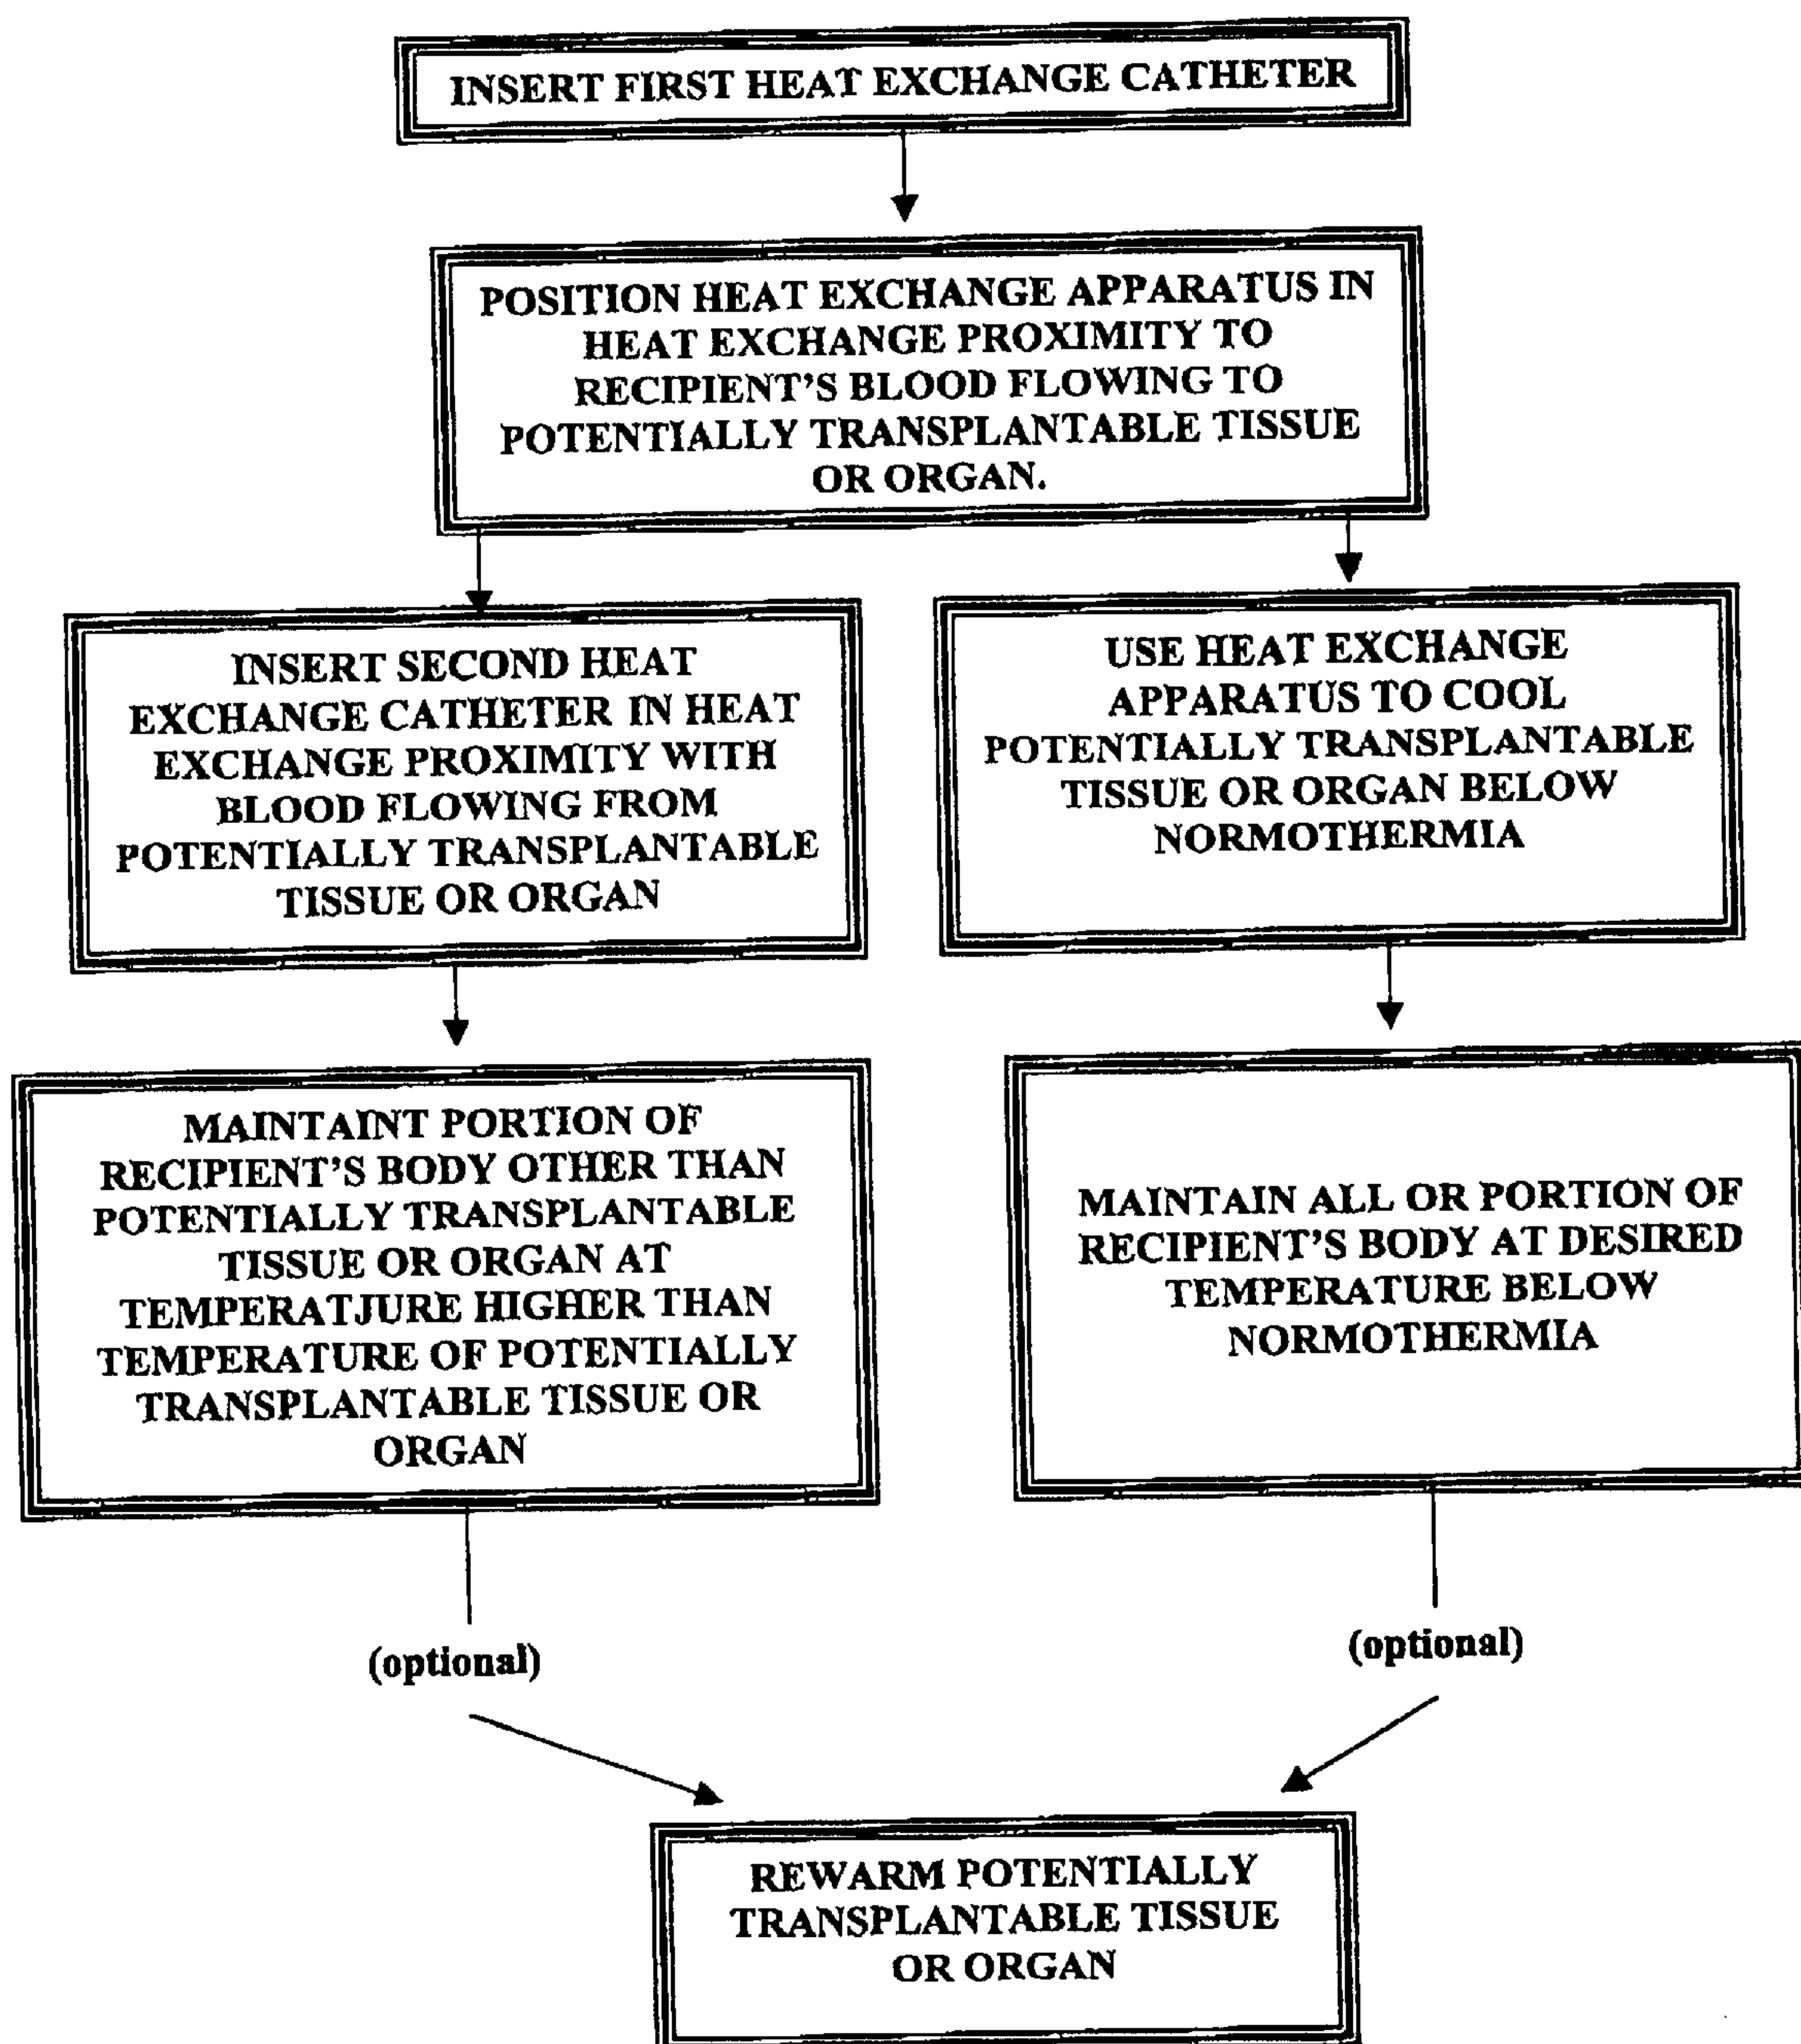 INSERT FIRST HEAT EXCHANGE CATHETER
POSITION HEAT EXCHANGE APPARATUS IN
HEAT EXCHANGE PROXIMITY TO
RECIPIENT'S BLOOD FLOWING TO
POTENTIALLY TRANSPLANTABLE TISSUE
OR ORGAN.
INSERT SECOND HEAT
EXCHANGE CATHETER IN HEAT
EXCHANGE PROXIMITY WITH
BLOOD FLOWING FROM
POTENTIALLY TRANSPLANTABLE
TISSUE OR ORGAN
USE HEAT EXCHANGE
APPARATUS TO COOL
POTENTIALLY TRANSPLANTABLE
TISSUE OR ORGAN BELOW
NORMOTHERMIA
MAINTAINT PORTION OF
RECIPIENT'S BODY OTHER THAN
POTENTIALLY TRANSPLANTABLE
TISSUE OR ORGAN AT
TEMPERATJURE HIGHER THAN
TEMPERATURE OF POTENTIALLY
TRANSPLANTABLE TISSUE OR
ORGAN
MAINTAIN ALL OR PORTION OF
RECIPIENT'S BODY AT DESIRED
TEMPERATURE BELOW
NORMOTHERMIA
(optional)
(optional)
REWARM POTENTIALLY
TRANSPLANTABLE TISSUE
OR ORGAN